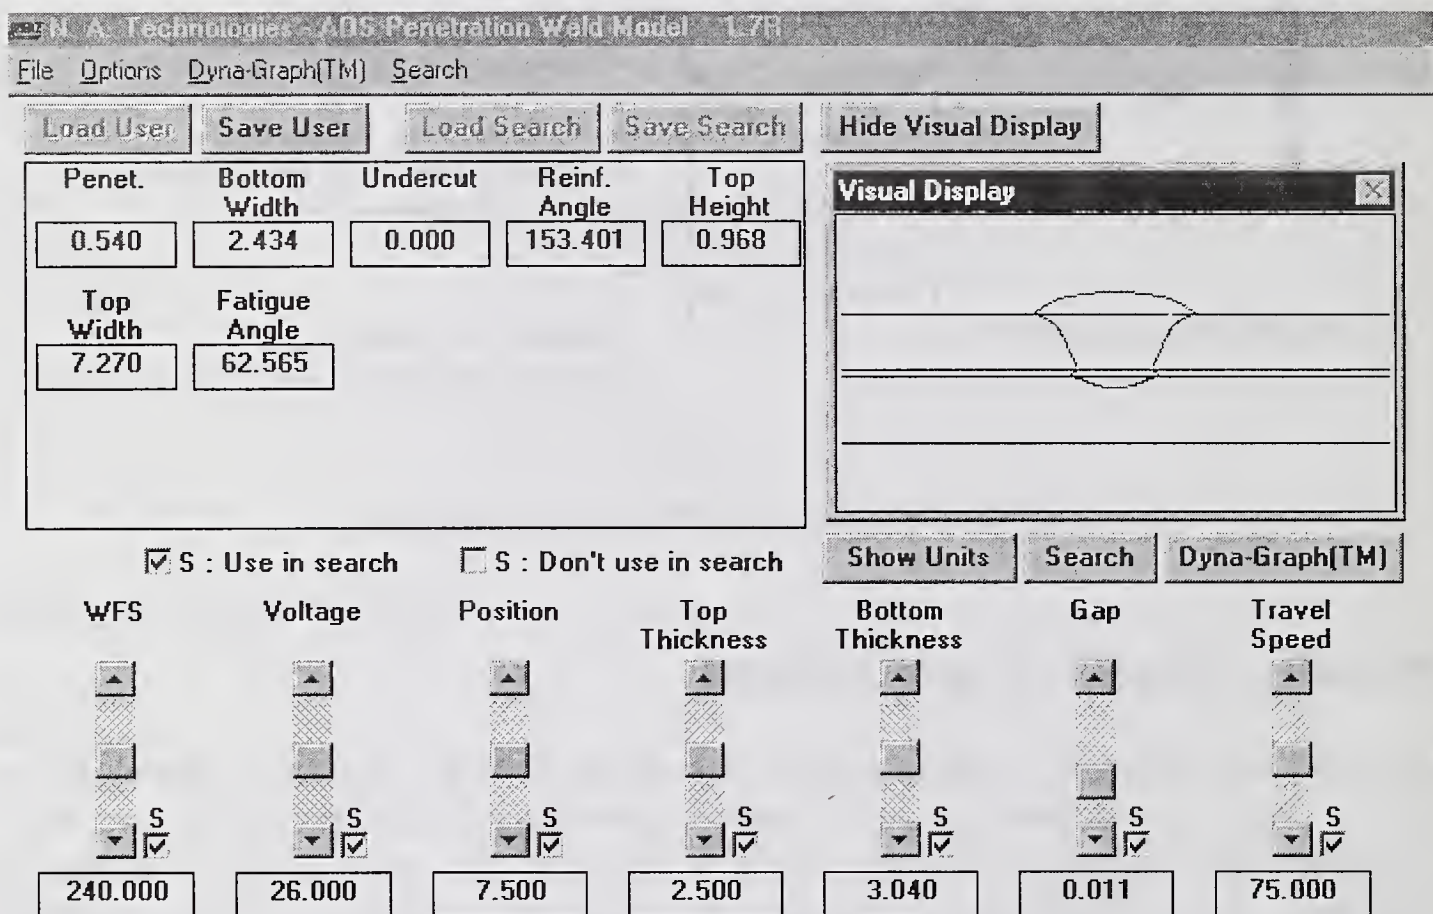 N. A. Technologies - ADS Penetration Weld Model 1.7R
File Options Dyna-Graph(TM) Search
Load User Save User Load Search Save Search Hide Visual Display
Penet. Bottom Width Undercut Reinf. Angle Top Height
0.540 2.434 0.000 153.401 0.968
Top Width Fatigue Angle
7.270 62.565
Visual Display
S : Use in search S : Don't use in search
Show Units Search Dyna-Graph(TM)
WFS Voltage Position Top Thickness Bottom Thickness Gap Travel Speed
S S S S S S S
240.000 26.000 7.500 2.500 3.040 0.011 75.000